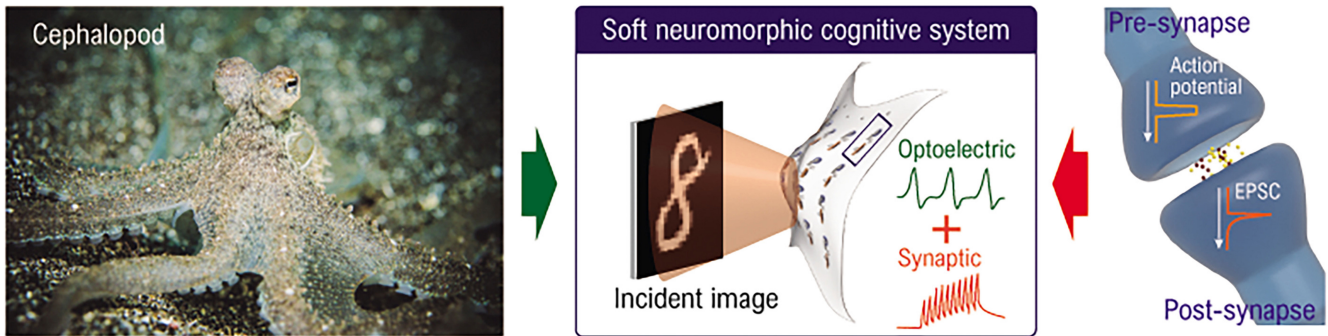 Cephalopod
Soft neuromorphic cognitive system
Incident image
Optoelectric
+
Synaptic
Pre-synapse
Action
potential
EPSC
Post-synapse